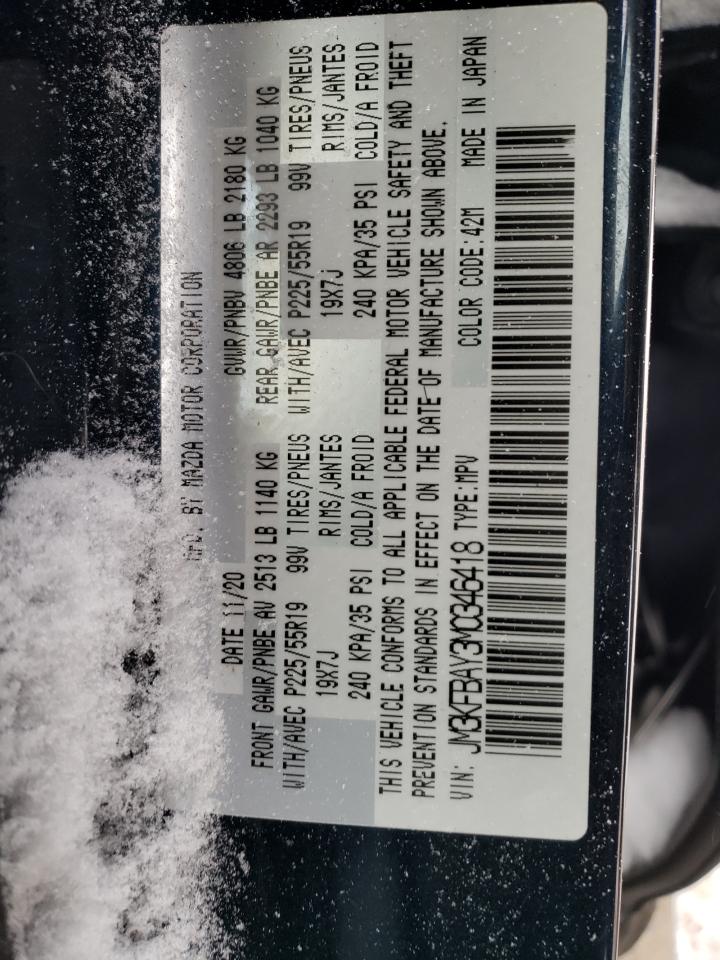 MFD. BY MAZDA MOTOR CORPORATION
DATE 11/20 GVWR/PNBV 4806 LB 2180 KG
FRONT GAWR/PNBE AV 2513 LB 1140 KG REAR GAWR/PNBE AR 2293 LB 1040 KG
WITH/AVEC P225/55R19 99V TIRES/PNEUS WITH/AVEC P225/55R19 99V TIRES/PNEUS
19X7J RIMS/JANTES 19X7J RIMS/JANTES
240 KPA/35 PSI COLD/A FROID 240 KPA/35 PSI COLD/A FROID
THIS VEHICLE CONFORMS TO ALL APPLICABLE FEDERAL MOTOR VEHICLE SAFETY AND THEFT
PREVENTION STANDARDS IN EFFECT ON THE DATE OF MANUFACTURE SHOWN ABOVE.
VIN: JM3KFBAY3M0346418 TYPE:MPV COLOR CODE:42M MADE IN JAPAN